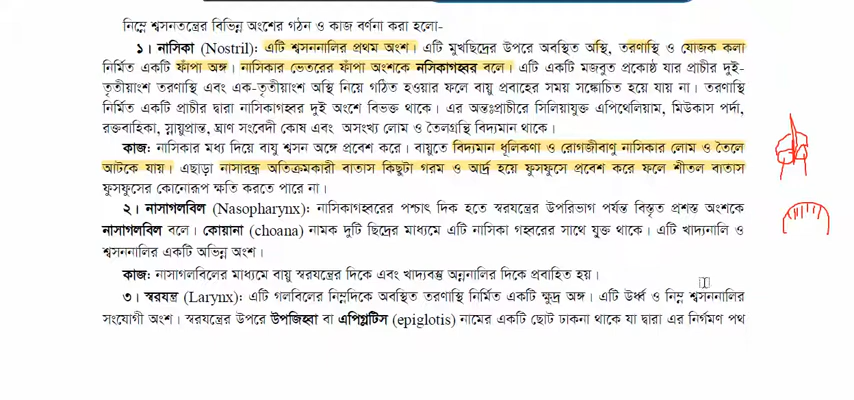 নিম্নে শ্বসনতন্ত্রের বিভিন্ন অংশের গঠন ও কাজ বর্ণনা করা হলো-
১। নাসিকা (Nostril): এটি শ্বসননালির প্রথম অংশ। এটি মুখছিদ্রের উপরে অবস্থিত অস্থি, তরুণাস্থি ও যোজক কলা
নির্মিত একটি ফাঁপা অঙ্গ। নাসিকার ভেতরের ফাঁপা অংশকে নসিকাগহ্বর বলে। এটি একটি মজবুত প্রকোষ্ঠ যার প্রাচীর দুই-
তৃতীয়াংশ তরণাস্থি এবং এক-তৃতীয়াংশ অস্থি নিয়ে গঠিত হওয়ার ফলে বায়ু প্রবাহের সময় সঙ্কোচিত হয়ে যায় না। তরণাস্থি
নির্মিত একটি প্রাচীর দ্বারা নাসিকাগহ্বর দুই অংশে বিভক্ত থাকে। এর অন্তঃপ্রাচীরে সিলিয়াযুক্ত এপিথেলিয়াম, মিউকাস পর্দা,
রক্তবাহিকা, স্নায়ুপ্রান্ত, ঘ্রাণ সংবেদী কোষ এবং অসংখ্য লোম ও তৈলগ্রন্থি বিদ্যমান থাকে।
কাজ: নাসিকার মধ্য দিয়ে বায়ু শ্বসন অঙ্গে প্রবেশ করে। বায়ুতে বিদ্যমান ধূলিকণা ও রোগজীবাণু নাসিকার লোম ও তৈলে
আটকে যায়। এছাড়া নাসারন্ধ্র অতিক্রমকারী বাতাস কিছুটা গরম ও আর্দ্র হয়ে ফুসফুসে প্রবেশ করে ফলে শীতল বাতাস
ফুসফুসের কোনোরূপ ক্ষতি করতে পারে না।
২। নাসাগলবিল (Nasopharynx): নাসিকাগহ্বরের পশ্চাৎ দিক হতে স্বরযন্ত্রের উপরিভাগ পর্যন্ত বিস্তৃত প্রশস্ত অংশকে
নাসাগলবিল বলে। কোয়ানা (choana) নামক দুটি ছিদ্রের মাধ্যমে এটি নাসিকা গহ্বরের সাথে যুক্ত থাকে। এটি খাদ্যনালি ও
শ্বসননালির একটি অভিন্ন অংশ।
কাজ: নাসাগলবিলের মাধ্যমে বায়ু স্বরযন্ত্রের দিকে এবং খাদ্যবস্তু অন্ননালির দিকে প্রবাহিত হয়।
৩। স্বরযন্ত্র (Larynx): এটি গলবিলের নিম্নদিকে অবস্থিত তরণাস্থি নির্মিত একটি ক্ষুদ্র অঙ্গ। এটি উর্ধ্ব ও নিম্ন শ্বসননালির
সংযোগী অংশ। স্বরযন্ত্রের উপরে উপজিহ্বা বা এপিগ্লটিস (epiglotis) নামের একটি ছোট ঢাকনা থাকে যা দ্বারা এর নির্গমণ পথ